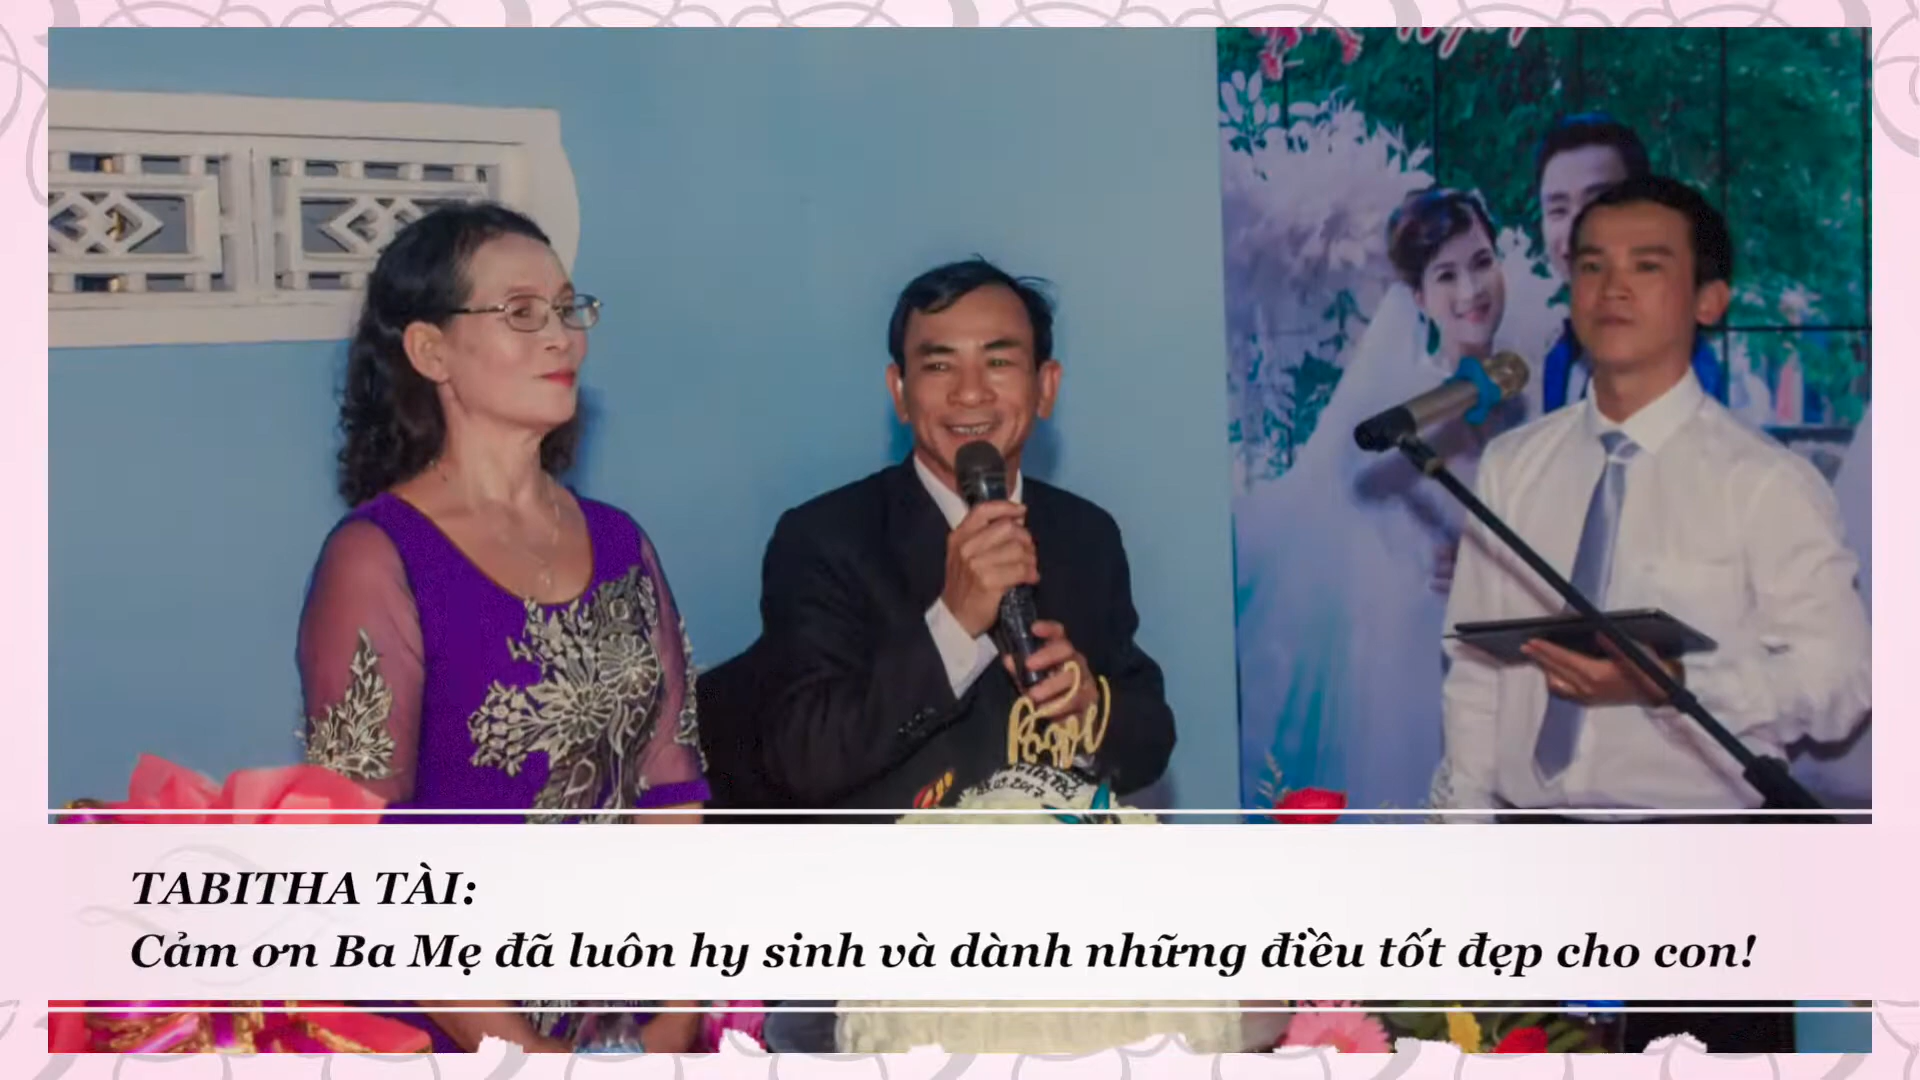 TABITHA TÀI:
Cảm ơn Ba Mẹ đã luôn hy sinh và dành những điều tốt đẹp cho con!